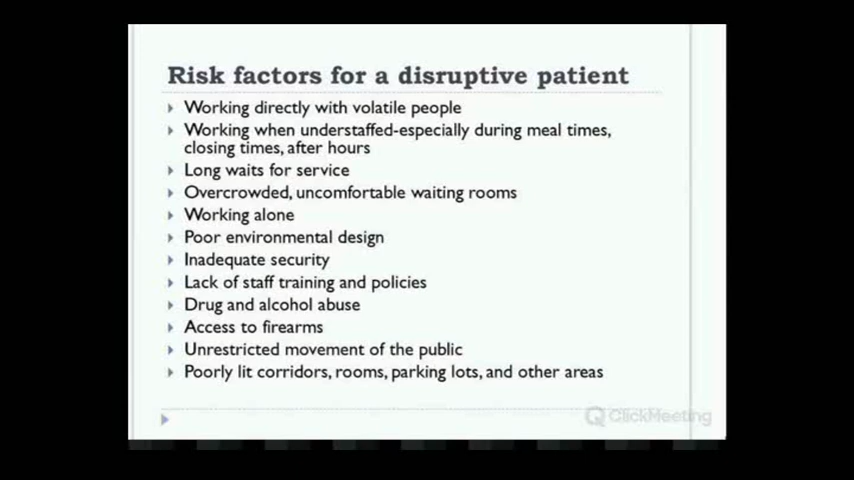 Risk factors for a disruptive patient
Working directly with volatile people
Working when understaffed-especially during meal times,
closing times, after hours
Long waits for service
Overcrowded, uncomfortable waiting rooms
Working alone
Poor environmental design
Inadequate security
Lack of staff training and policies
Drug and alcohol abuse
Access to firearms
Unrestricted movement of the public
Poorly lit corridors, rooms, parking lots, and other areas
ClickMeeting